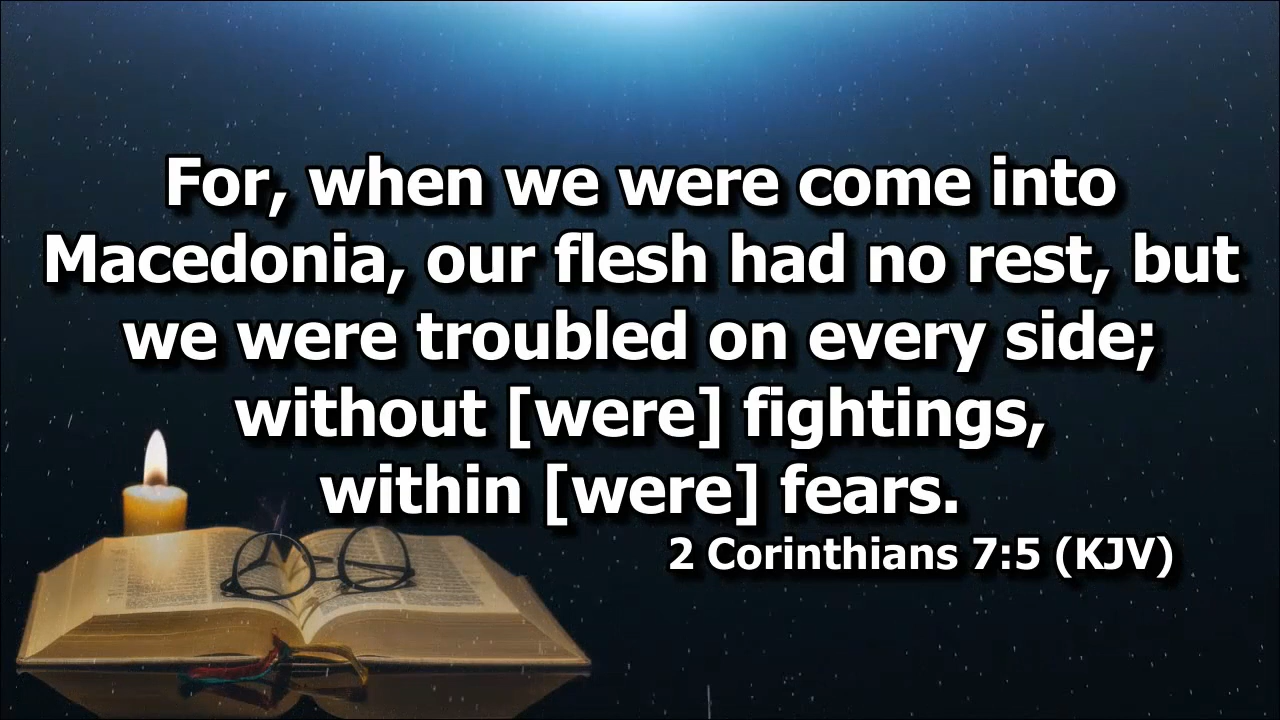 For, when we were come into
Macedonia, our flesh had no rest, but
we were troubled on every side;
without [were] fightings,
within [were] fears.
2 Corinthians 7:5 (KJV)